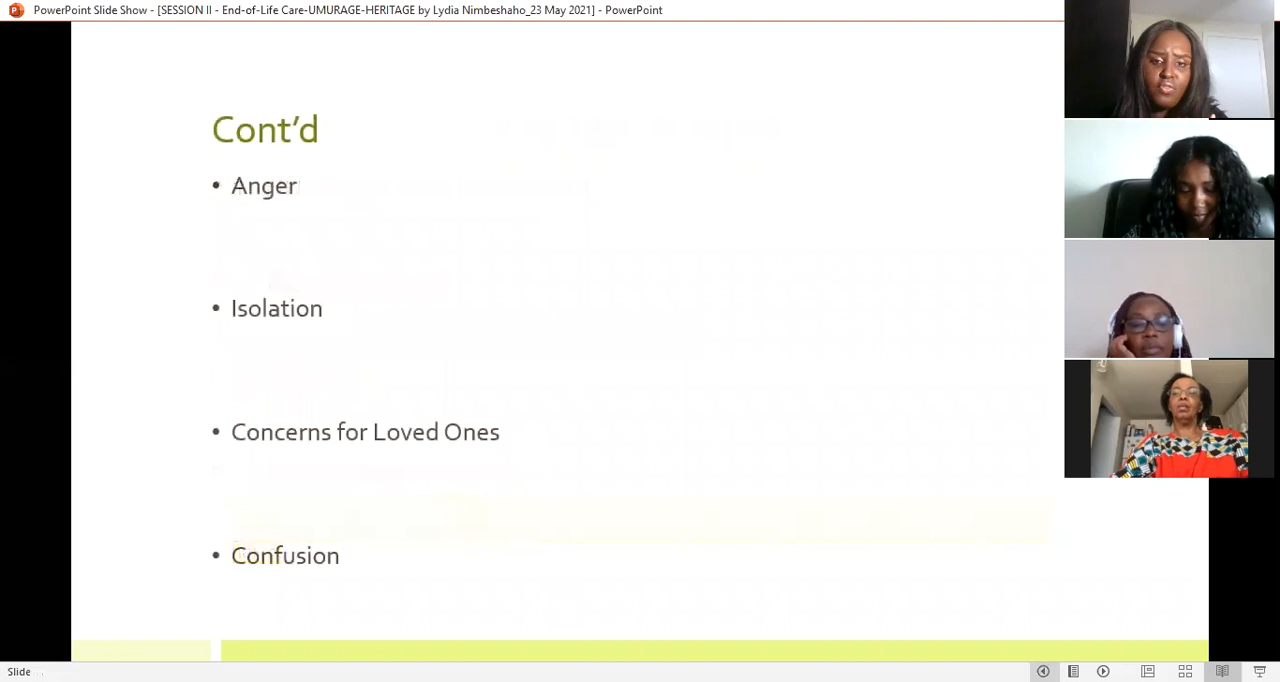 PowerPoint Slide Show - [SESSION II - End-of-Life Care-UMURAGE-HERITAGE by Lydia Nimbeshaho_23 May 2021] - PowerPoint
Cont’d
• Anger
• Isolation
• Concerns for Loved Ones
• Confusion
Slide